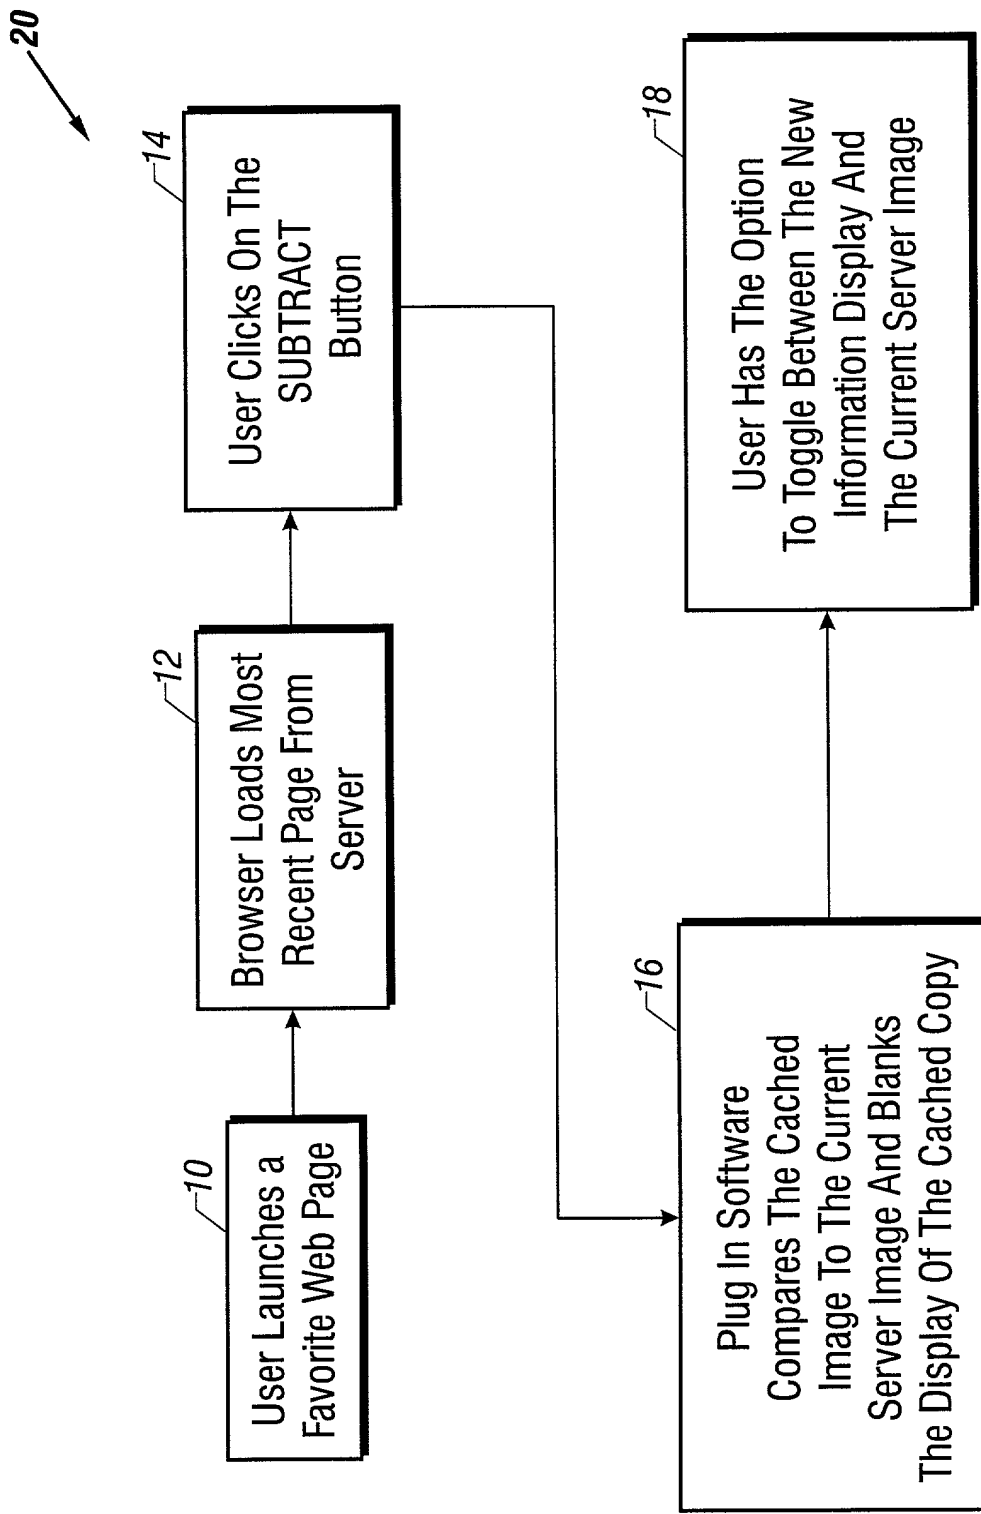 20
10
User Launches a
Favorite Web Page
12
Browser Loads Most
Recent Page From
Server
14
User Clicks On The
SUBTRACT
Button
16
Plug In Software
Compares The Cached
Image To The Current
Server Image And Blanks
The Display Of The Cached Copy
18
User Has The Option
To Toggle Between The New
Information Display And
The Current Server Image